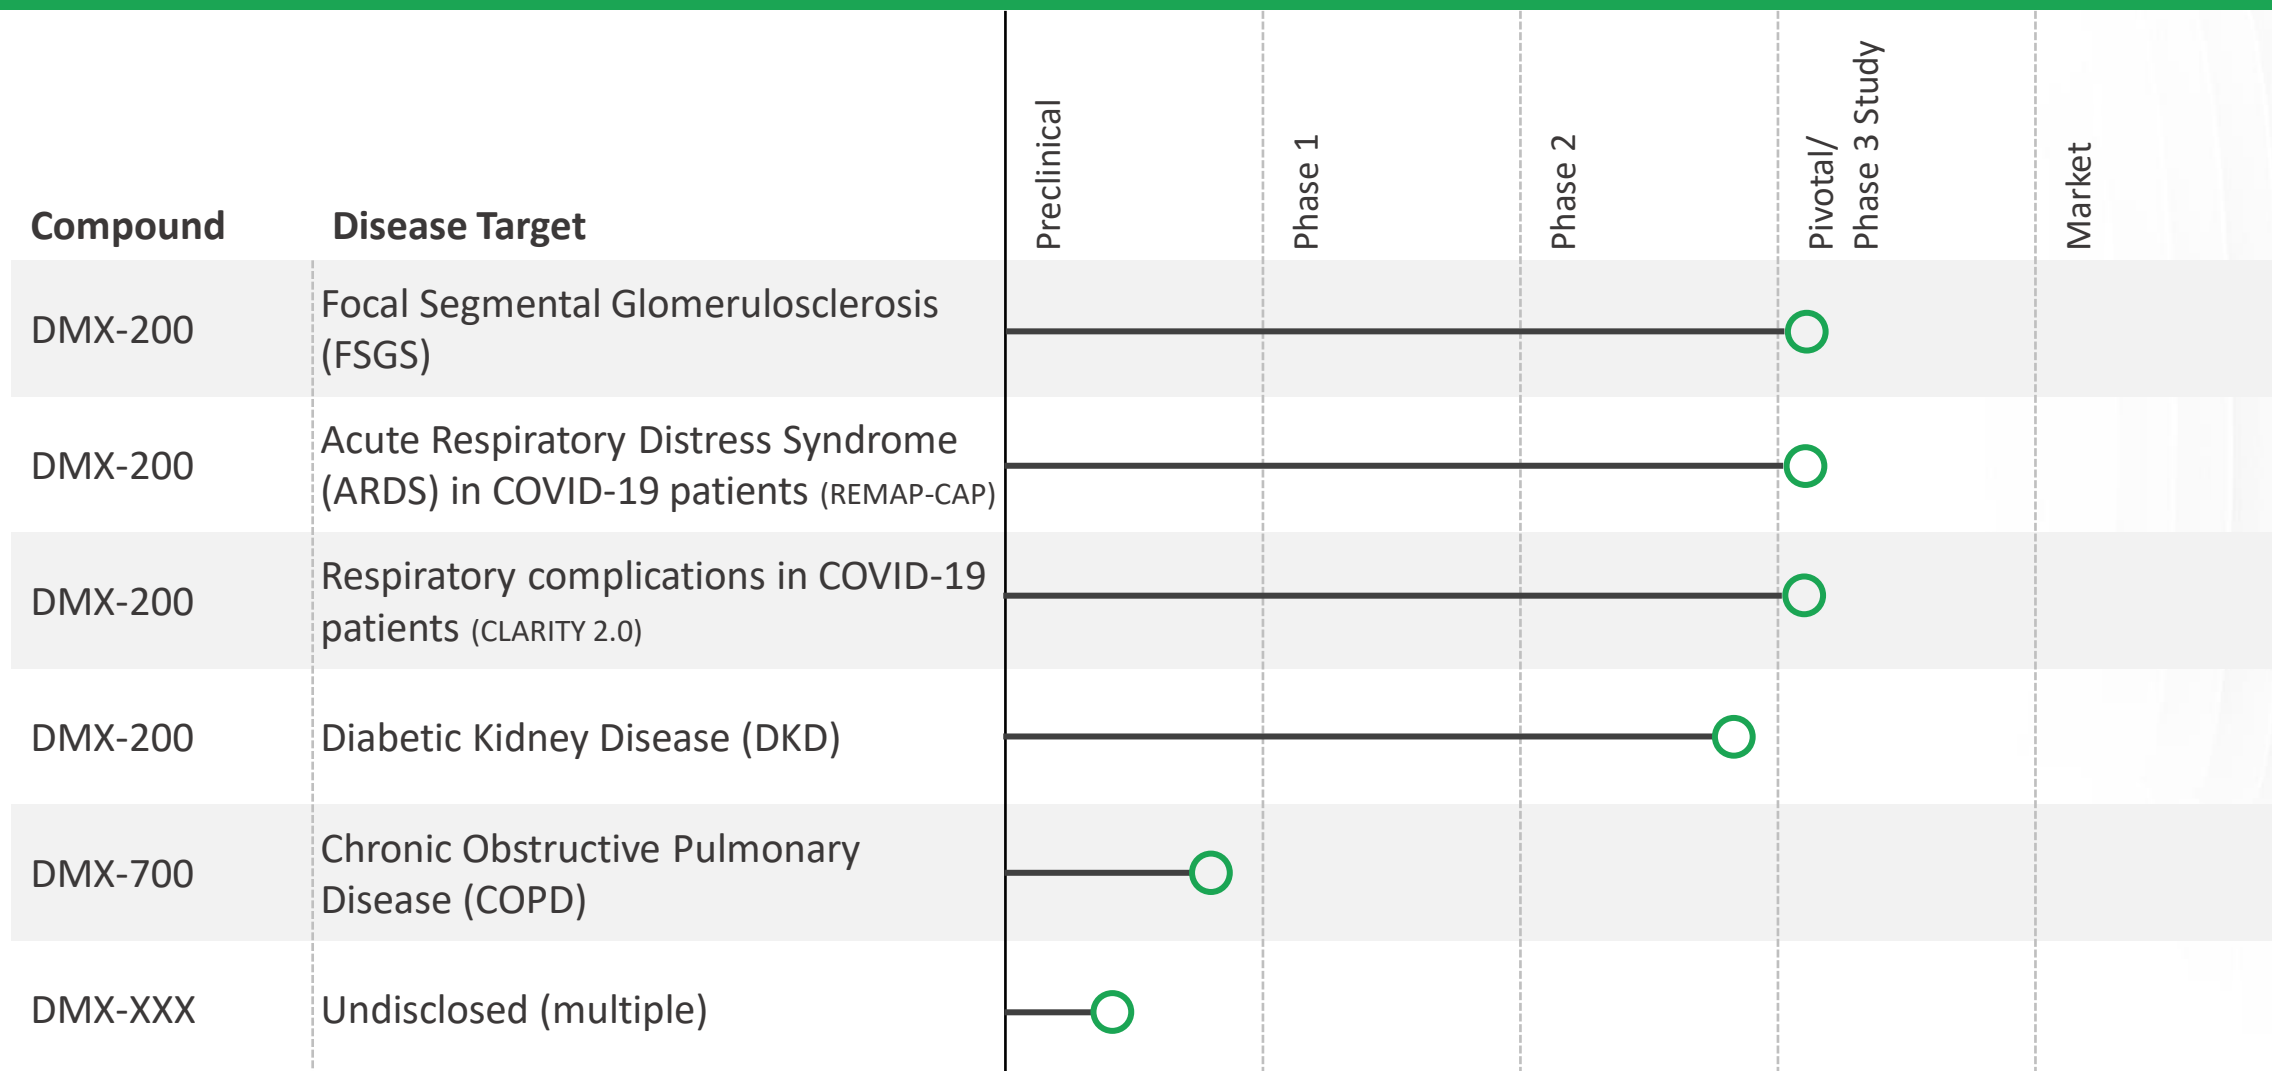 Preclinical
Phase 1
Phase 2
Pivotal/
Phase 3 Study
Market
Compound
Disease Target
DMX-200
Focal Segmental Glomerulosclerosis
(FSGS)
DMX-200
Acute Respiratory Distress Syndrome
(ARDS) in COVID-19 patients (REMAP-CAP)
DMX-200
Respiratory complications in COVID-19
patients (CLARITY 2.0)
DMX-200
Diabetic Kidney Disease (DKD)
DMX-700
Chronic Obstructive Pulmonary
Disease (COPD)
DMX-XXX
Undisclosed (multiple)